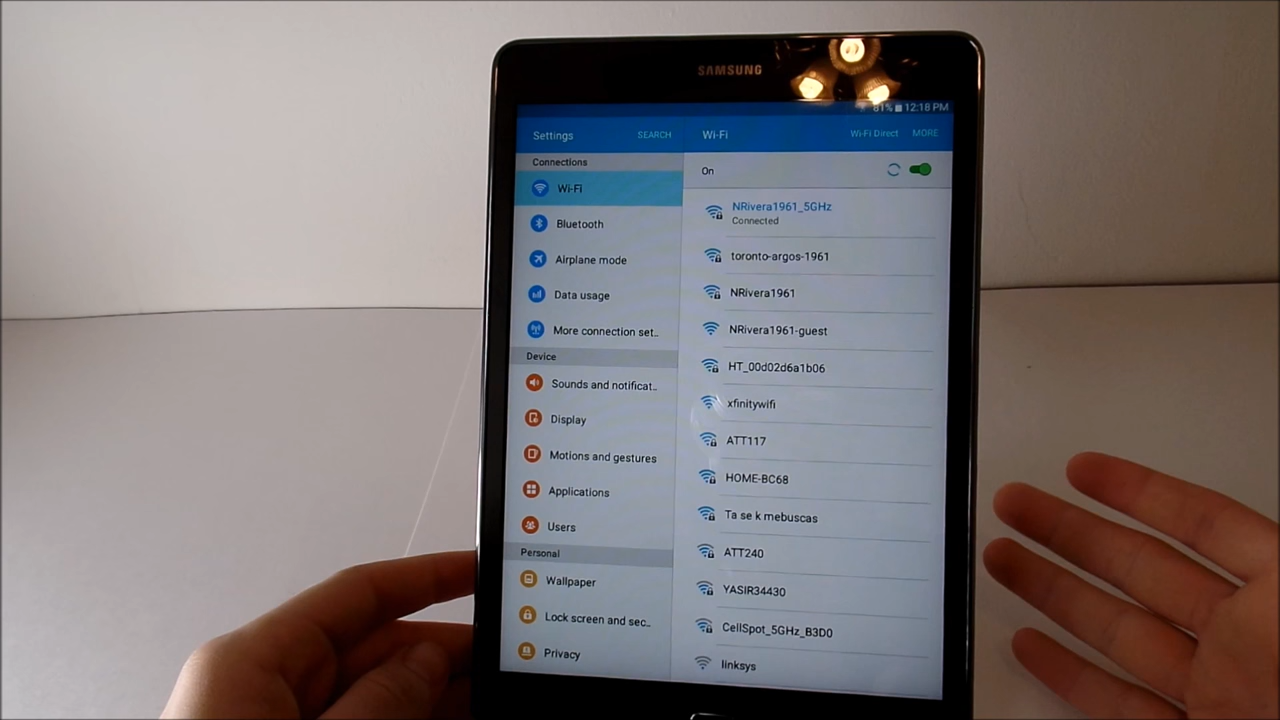 SAMSUNG
81% 12:18 PM
Settings SEARCH
Wi-Fi Wi-Fi Direct MORE
Connections
Wi-Fi
Bluetooth
Airplane mode
Data usage
More connection set..
Device
Sounds and notificat..
Display
Motions and gestures
Applications
Users
Personal
Wallpaper
Lock screen and sec..
Privacy
On
NRivera1961_5GHz
Connected
toronto-argos-1961
NRivera1961
NRivera1961-guest
HT_00d02d6a1b06
xfinitywifi
ATT117
HOME-BC68
Ta se k mebuscas
ATT240
YASIR34430
CellSpot_5GHz_B3D0
linksys